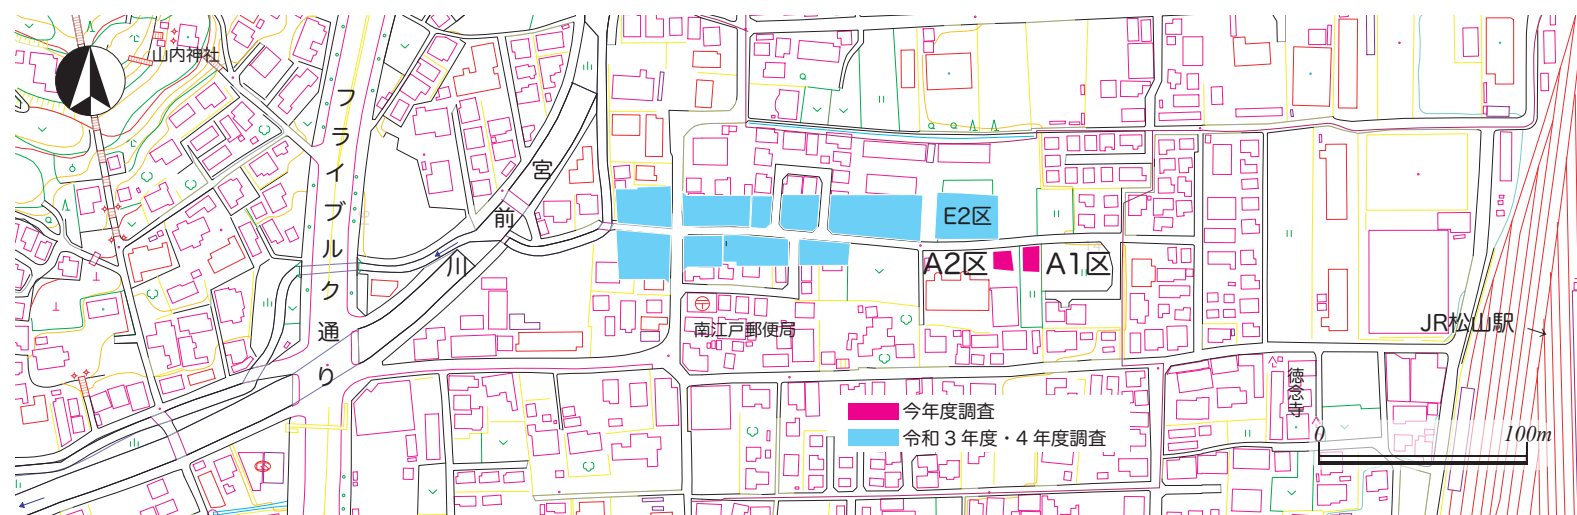 山内神社
フライブルク通り
宮前川
E2区
A2区
A1区
南江戸郵便局
JR松山駅
徳念寺
今年度調査
令和３年度・４年度調査
0
100m